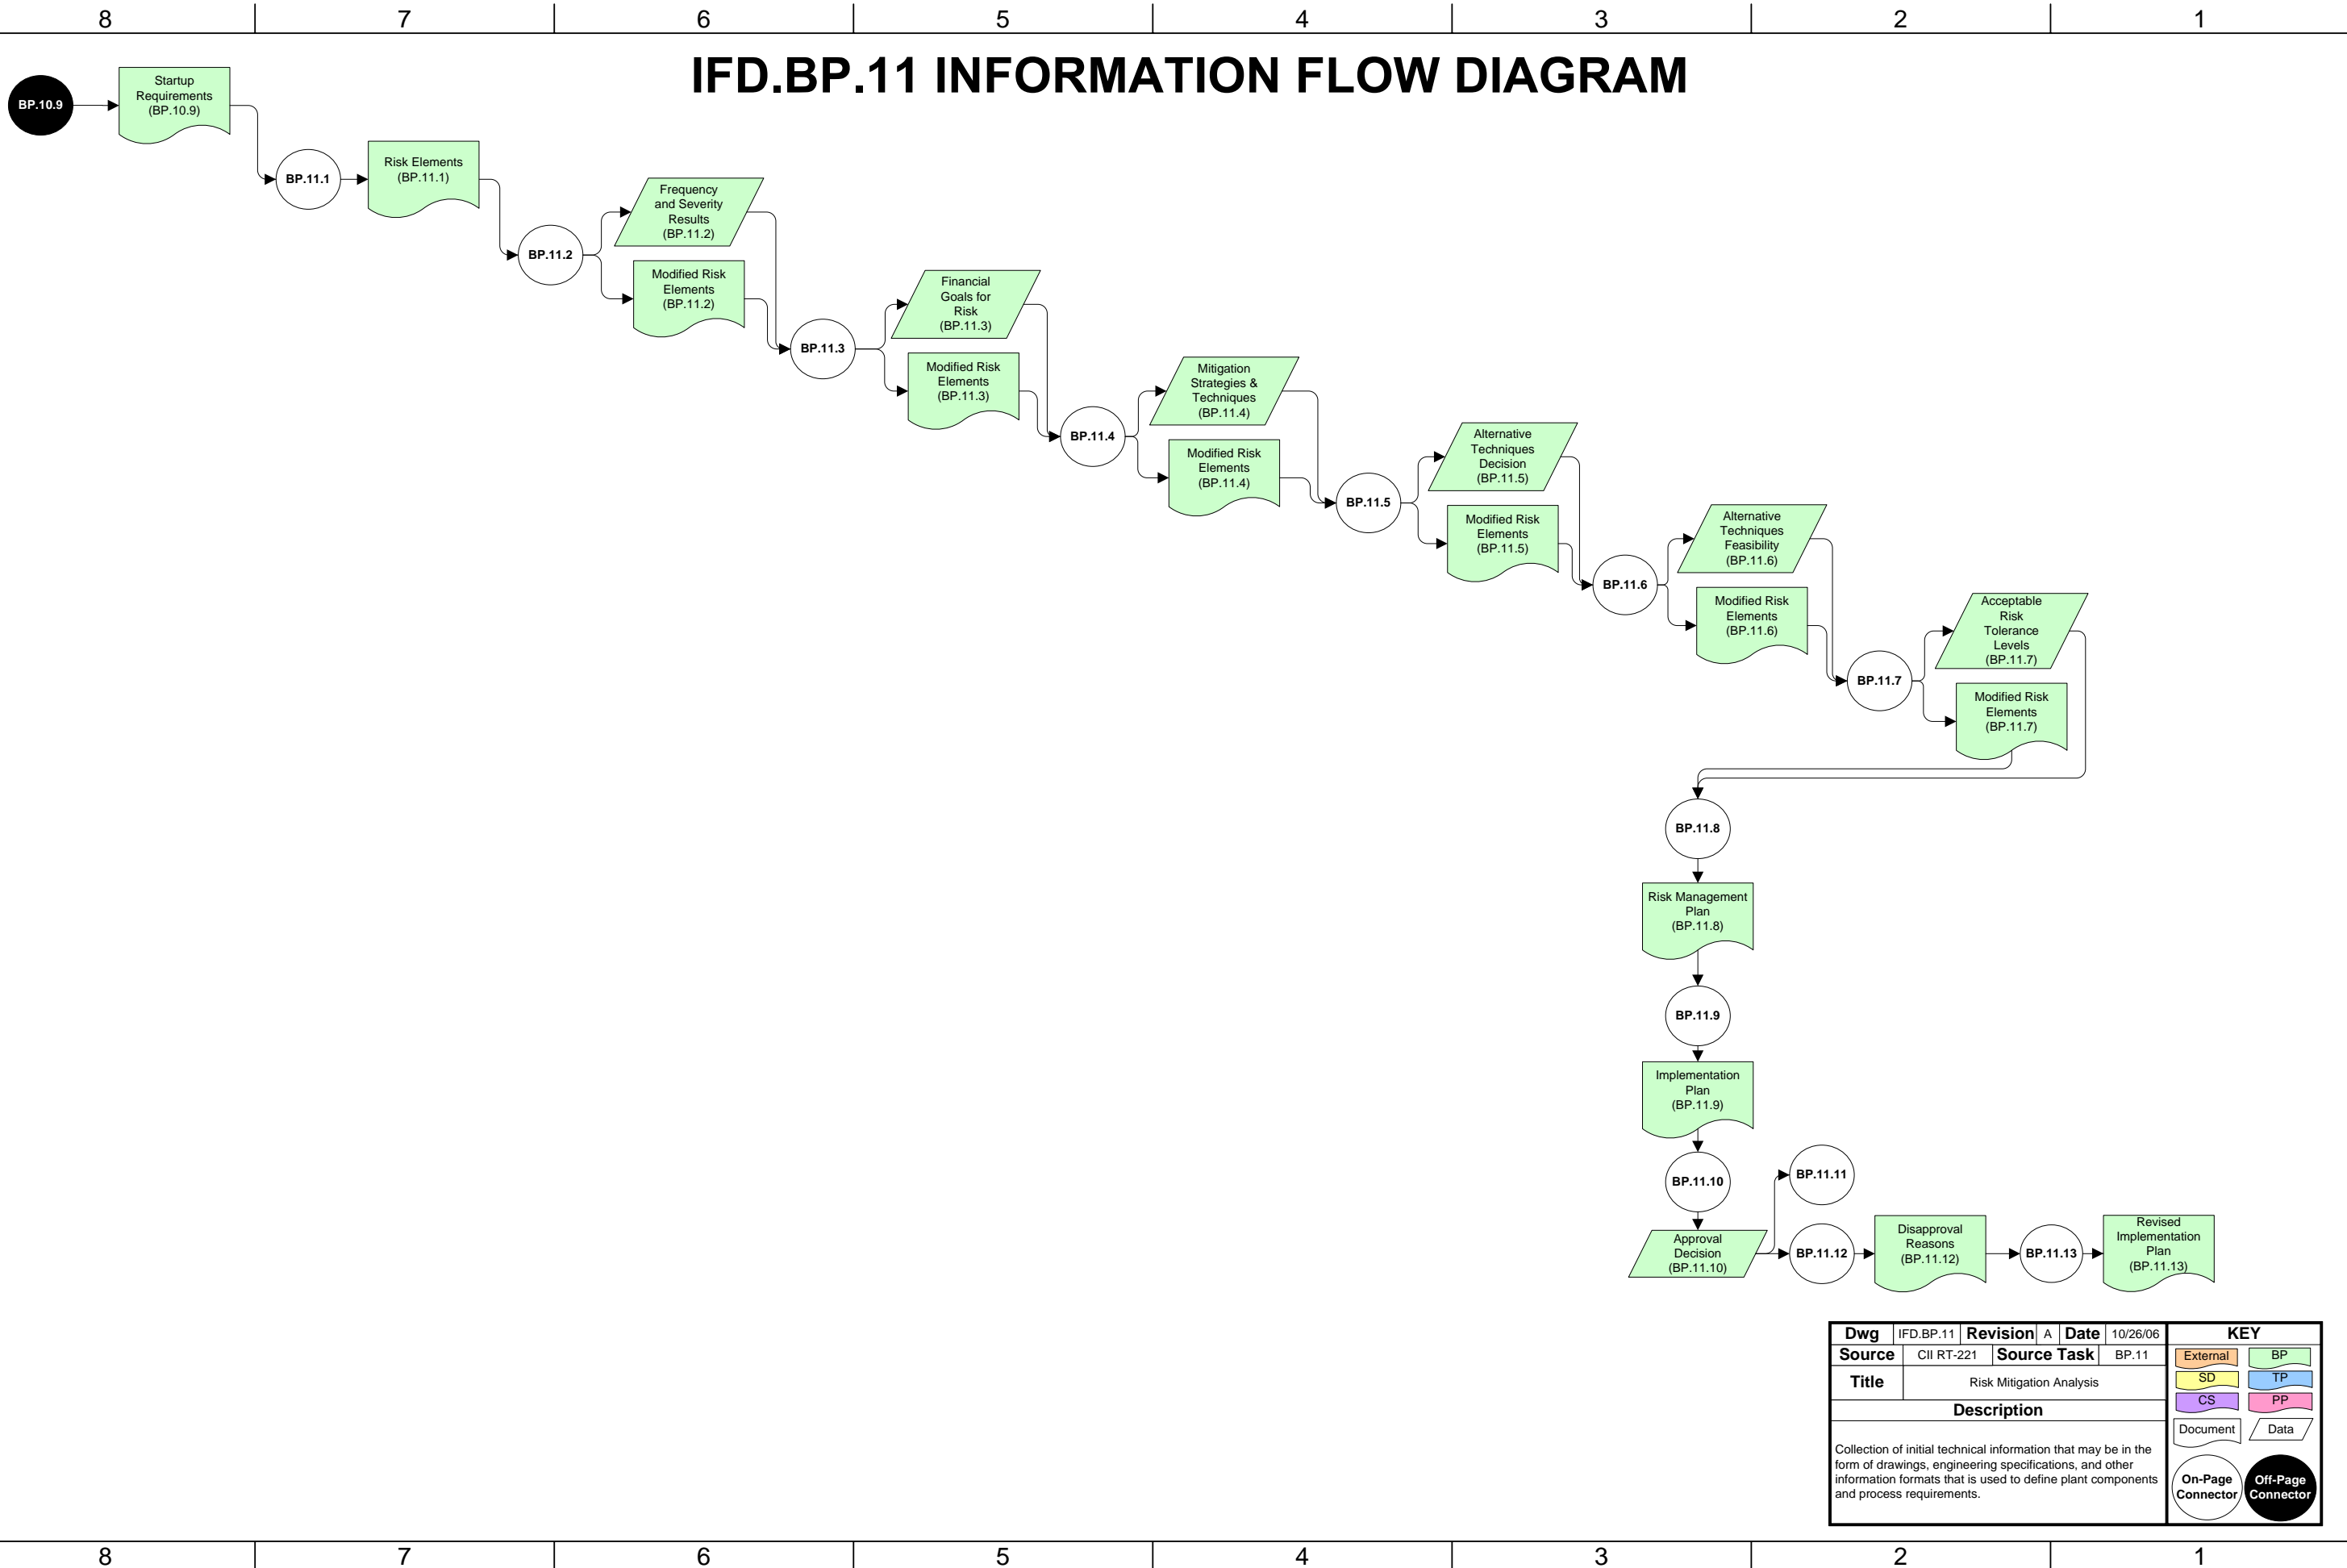 8 7 6 5 4 3 2 1
IFD.BP.11 INFORMATION FLOW DIAGRAM
BP.10.9
Startup
Requirements
(BP.10.9)
BP.11.1
Risk Elements
(BP.11.1)
BP.11.2
Frequency
and Severity
Results
(BP.11.2)
Modified Risk
Elements
(BP.11.2)
BP.11.3
Financial
Goals for
Risk
(BP.11.3)
Modified Risk
Elements
(BP.11.3)
BP.11.4
Mitigation
Strategies &
Techniques
(BP.11.4)
Modified Risk
Elements
(BP.11.4)
BP.11.5
Alternative
Techniques
Decision
(BP.11.5)
Modified Risk
Elements
(BP.11.5)
BP.11.6
Alternative
Techniques
Feasibility
(BP.11.6)
Modified Risk
Elements
(BP.11.6)
BP.11.7
Acceptable
Risk
Tolerance
Levels
(BP.11.7)
Modified Risk
Elements
(BP.11.7)
BP.11.8
Risk Management
Plan
(BP.11.8)
BP.11.9
Implementation
Plan
(BP.11.9)
BP.11.10
Approval
Decision
(BP.11.10)
BP.11.11
BP.11.12
Disapproval
Reasons
(BP.11.12)
BP.11.13
Revised
Implementation
Plan
(BP.11.13)
Dwg IFD.BP.11 Revision A Date 10/26/06
Source CII RT-221 Source Task BP.11
Title Risk Mitigation Analysis
Description
Collection of initial technical information that may be in the
form of drawings, engineering specifications, and other
information formats that is used to define plant components
and process requirements.
KEY
External BP
SD TP
CS PP
Document Data
On-Page
Connector
Off-Page
Connector
8 7 6 5 4 3 2 1